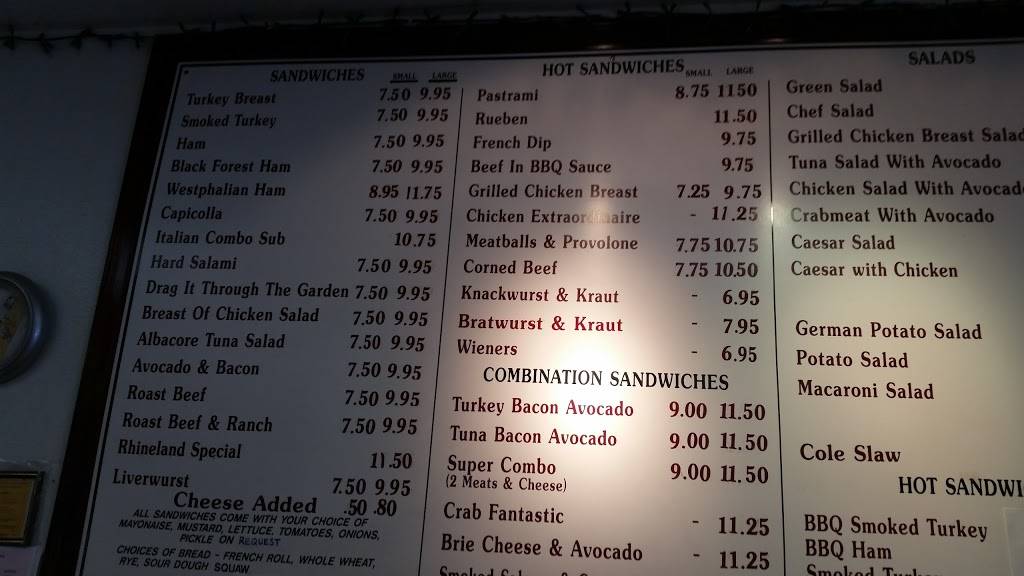 SANDWICHES SMALL LARGE
Turkey Breast 7.50 9.95
Smoked Turkey 7.50 9.95
Ham 7.50 9.95
Black Forest Ham 7.50 9.95
Westphalian Ham 8.95 11.75
Capicolla 7.50 9.95
Italian Combo Sub 10.75
Hard Salami 7.50 9.95
Drag It Through The Garden 7.50 9.95
Breast Of Chicken Salad 7.50 9.95
Albacore Tuna Salad 7.50 9.95
Avocado & Bacon 7.50 9.95
Roast Beef 7.50 9.95
Roast Beef & Ranch 7.50 9.95
Rhineland Special 11.50
Liverwurst 7.50 9.95
Cheese Added .50 .80
ALL SANDWICHES COME WITH YOUR CHOICE OF
MAYONAISE, MUSTARD, LETTUCE, TOMATOES, ONIONS,
PICKLE ON REQUEST
CHOICES OF BREAD - FRENCH ROLL, WHOLE WHEAT,
RYE, SOUR DOUGH SQUAW
HOT SANDWICHES SMALL LARGE
Pastrami 8.75 11.50
Rueben 11.50
French Dip 9.75
Beef In BBQ Sauce 9.75
Grilled Chicken Breast 7.25 9.75
Chicken Extraordinaire - 11.25
Meatballs & Provolone 7.75 10.75
Corned Beef 7.75 10.50
Knackwurst & Kraut - 6.95
Bratwurst & Kraut - 7.95
Wieners - 6.95
COMBINATION SANDWICHES
Turkey Bacon Avocado 9.00 11.50
Tuna Bacon Avocado 9.00 11.50
Super Combo 9.00 11.50
(2 Meats & Cheese)
Crab Fantastic - 11.25
Brie Cheese & Avocado - 11.25
SALADS
Green Salad
Chef Salad
Grilled Chicken Breast Salad
Tuna Salad With Avocado
Chicken Salad With Avocado
Crabmeat With Avocado
Caesar Salad
Caesar with Chicken
German Potato Salad
Potato Salad
Macaroni Salad
Cole Slaw
HOT SANDWI
BBQ Smoked Turkey
BBQ Ham
Smoked Turkey